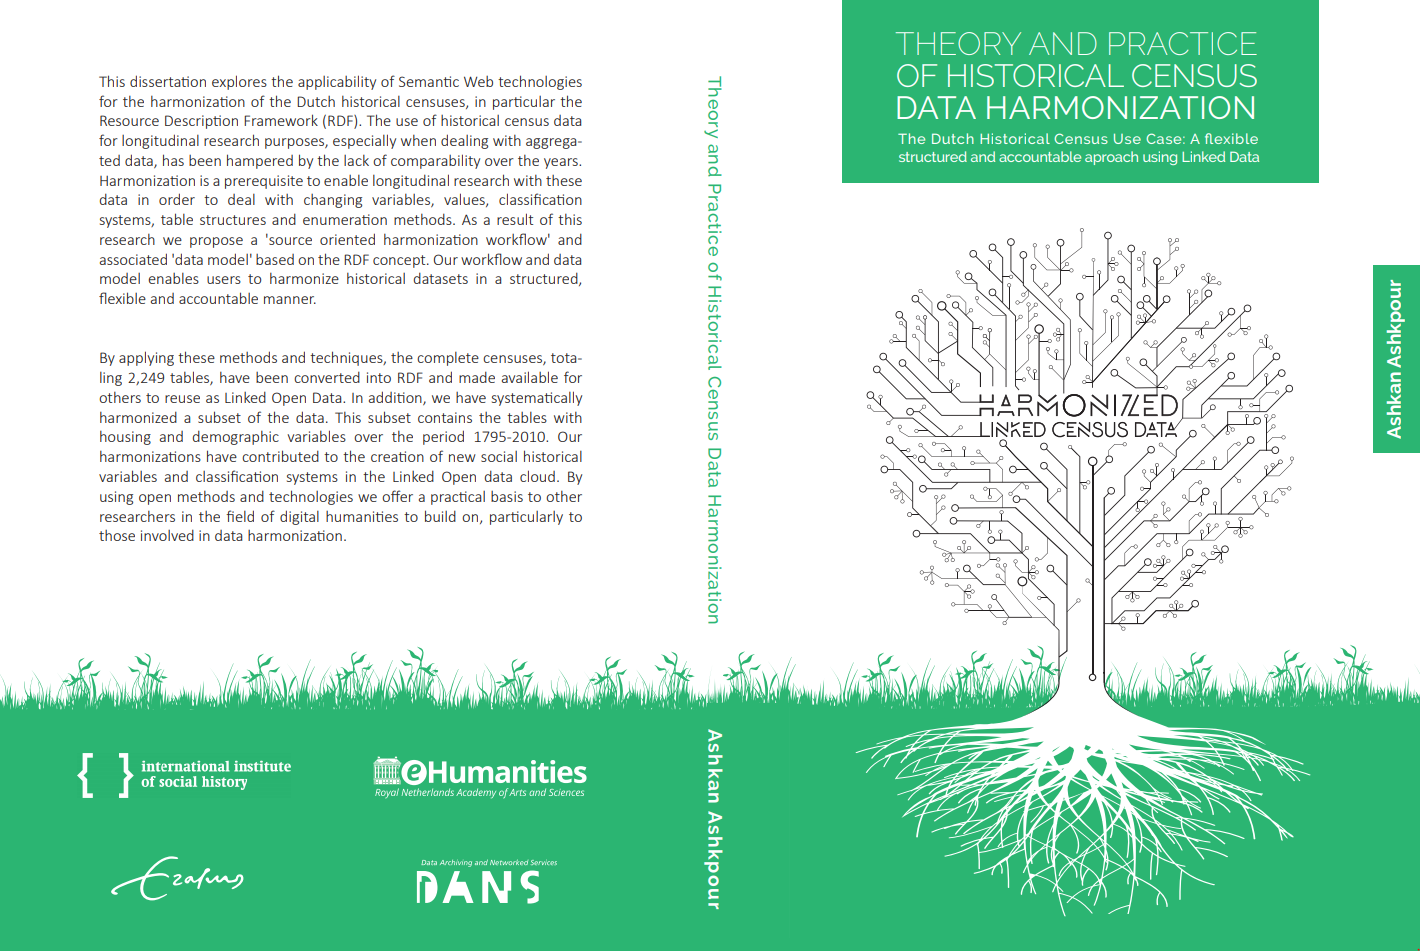 This dissertation explores the applicability of Semantic Web technologies
for the harmonization of the Dutch historical censuses, in particular the
Resource Description Framework (RDF). The use of historical census data
for longitudinal research purposes, especially when dealing with aggrega-
ted data, has been hampered by the lack of comparability over the years.
Harmonization is a prerequisite to enable longitudinal research with these
data in order to deal with changing variables, values, classification
systems, table structures and enumeration methods. As a result of this
research we propose a 'source oriented harmonization workflow' and
associated 'data model' based on the RDF concept. Our workflow and data
model enables users to harmonize historical datasets in a structured,
flexible and accountable manner.
By applying these methods and techniques, the complete censuses, tota-
ling 2,249 tables, have been converted into RDF and made available for
others to reuse as Linked Open Data. In addition, we have systematically
harmonized a subset of the data. This subset contains the tables with
housing and demographic variables over the period 1795-2010. Our
harmonizations have contributed to the creation of new social historical
variables and classification systems in the Linked Open data cloud. By
using open methods and technologies we offer a practical basis to other
researchers in the field of digital humanities to build on, particularly to
those involved in data harmonization.
international institute
of social history
eHumanities
Royal Netherlands Academy of Arts and Sciences
Erasmus
Data Archiving and Networked Services
DANS
Theory and Practice of Historical Census Data Harmonization
Ashkan Ashkpour
THEORY AND PRACTICE
OF HISTORICAL CENSUS
DATA HARMONIZATION
The Dutch Historical Census Use Case: A flexible
structured and accountable aproach using Linked Data
Ashkan Ashkpour
HARMONIZED
LINKED CENSUS DATA